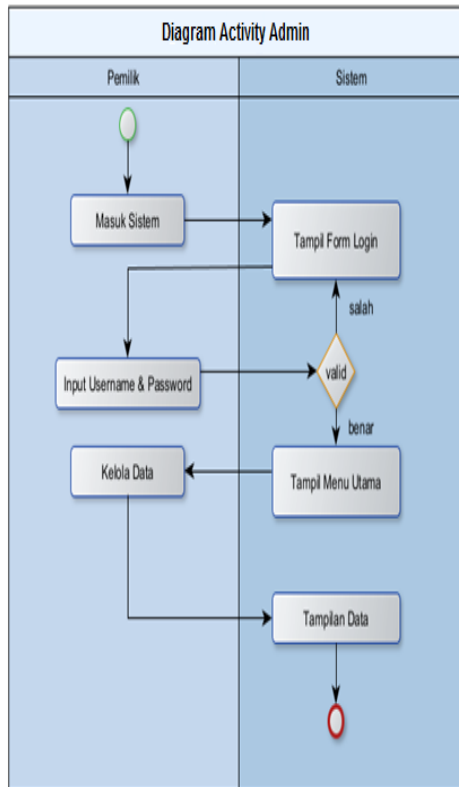 Diagram Activity Admin
Pemilik
Sistem
Masuk Sistem
Tampil Form Login
salah
Input Username & Password
valid
benar
Kelola Data
Tampil Menu Utama
Tampilan Data